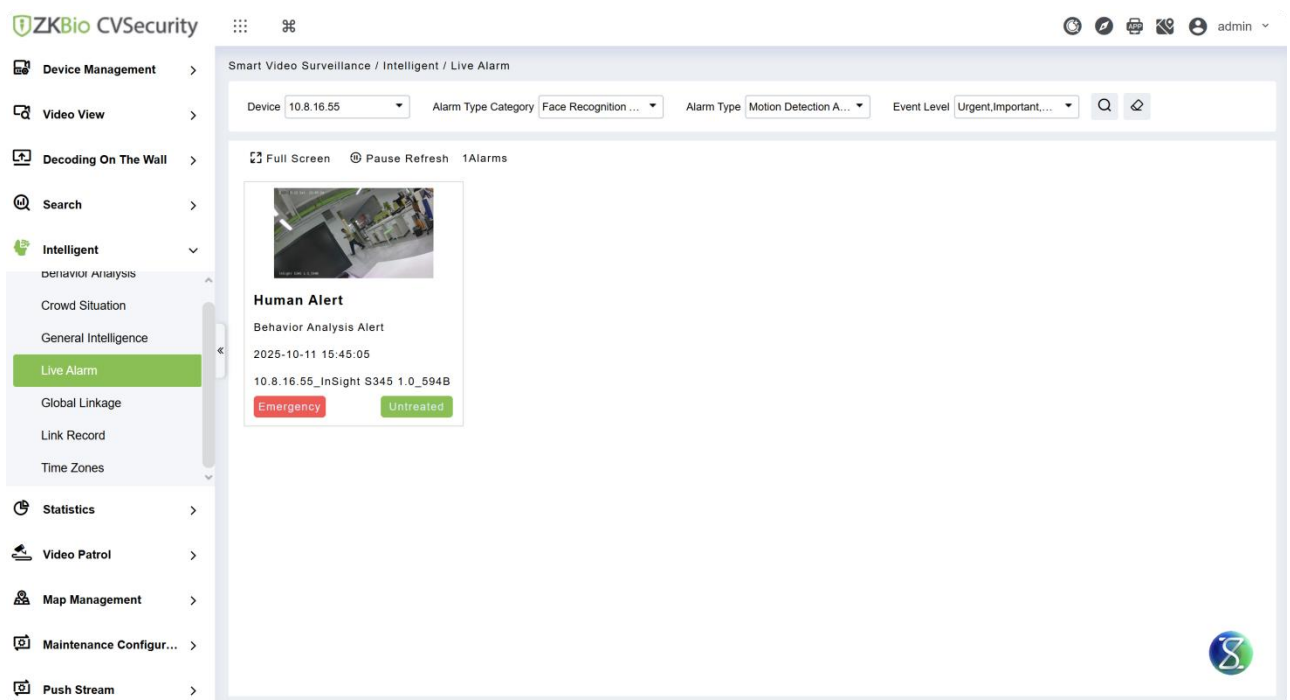 ZKBio CVSecurity
admin
Device Management
Video View
Decoding On The Wall
Search
Intelligent
Behavior Analysis
Crowd Situation
General Intelligence
Live Alarm
Global Linkage
Link Record
Time Zones
Statistics
Video Patrol
Map Management
Maintenance Configur...
Push Stream
Smart Video Surveillance / Intelligent / Live Alarm
Device 10.8.16.55 Alarm Type Category Face Recognition ... Alarm Type Motion Detection A... Event Level Urgent,Important,...
Full Screen Pause Refresh 1Alarms
Human Alert
Behavior Analysis Alert
2025-10-11 15:45:05
10.8.16.55_InSight S345 1.0_594B
Emergency Untreated